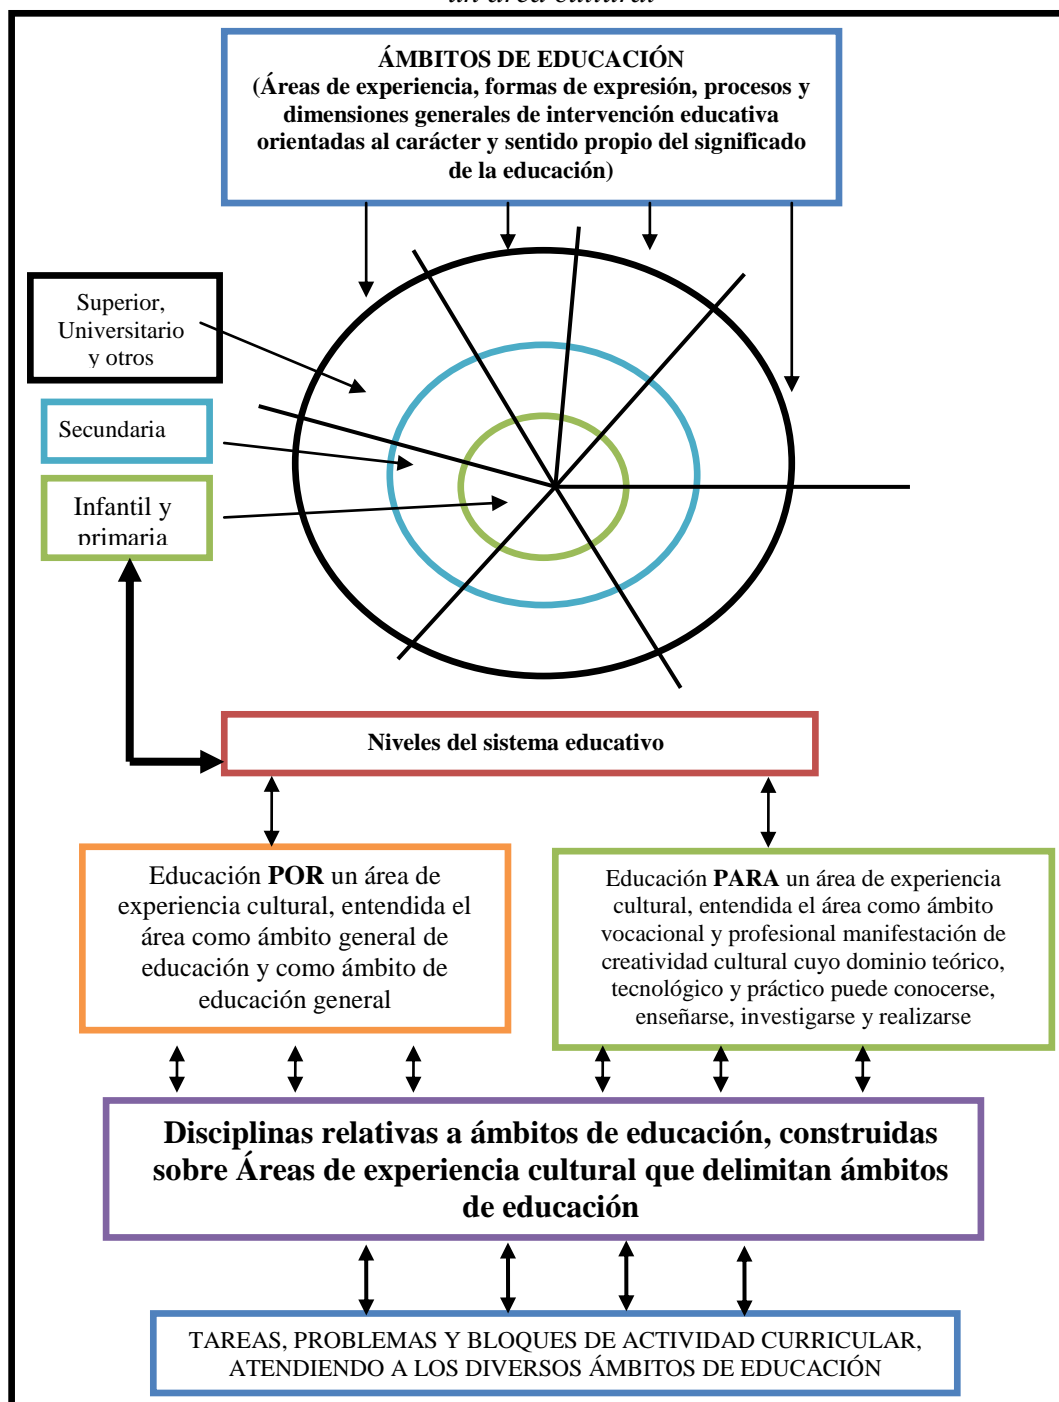 un área cultural
ÁMBITOS DE EDUCACIÓN
(Áreas de experiencia, formas de expresión, procesos y
dimensiones generales de intervención educativa
orientadas al carácter y sentido propio del significado
de la educación)
Superior,
Universitario
y otros
Secundaria
Infantil y
primaria
Niveles del sistema educativo
Educación POR un área de
experiencia cultural, entendida el
área como ámbito general de
educación y como ámbito de
educación general
Educación PARA un área de experiencia
cultural, entendida el área como ámbito
vocacional y profesional manifestación de
creatividad cultural cuyo dominio teórico,
tecnológico y práctico puede conocerse,
enseñarse, investigarse y realizarse
Disciplinas relativas a ámbitos de educación, construidas
sobre Áreas de experiencia cultural que delimitan ámbitos
de educación
TAREAS, PROBLEMAS Y BLOQUES DE ACTIVIDAD CURRICULAR,
ATENDIENDO A LOS DIVERSOS ÁMBITOS DE EDUCACIÓN